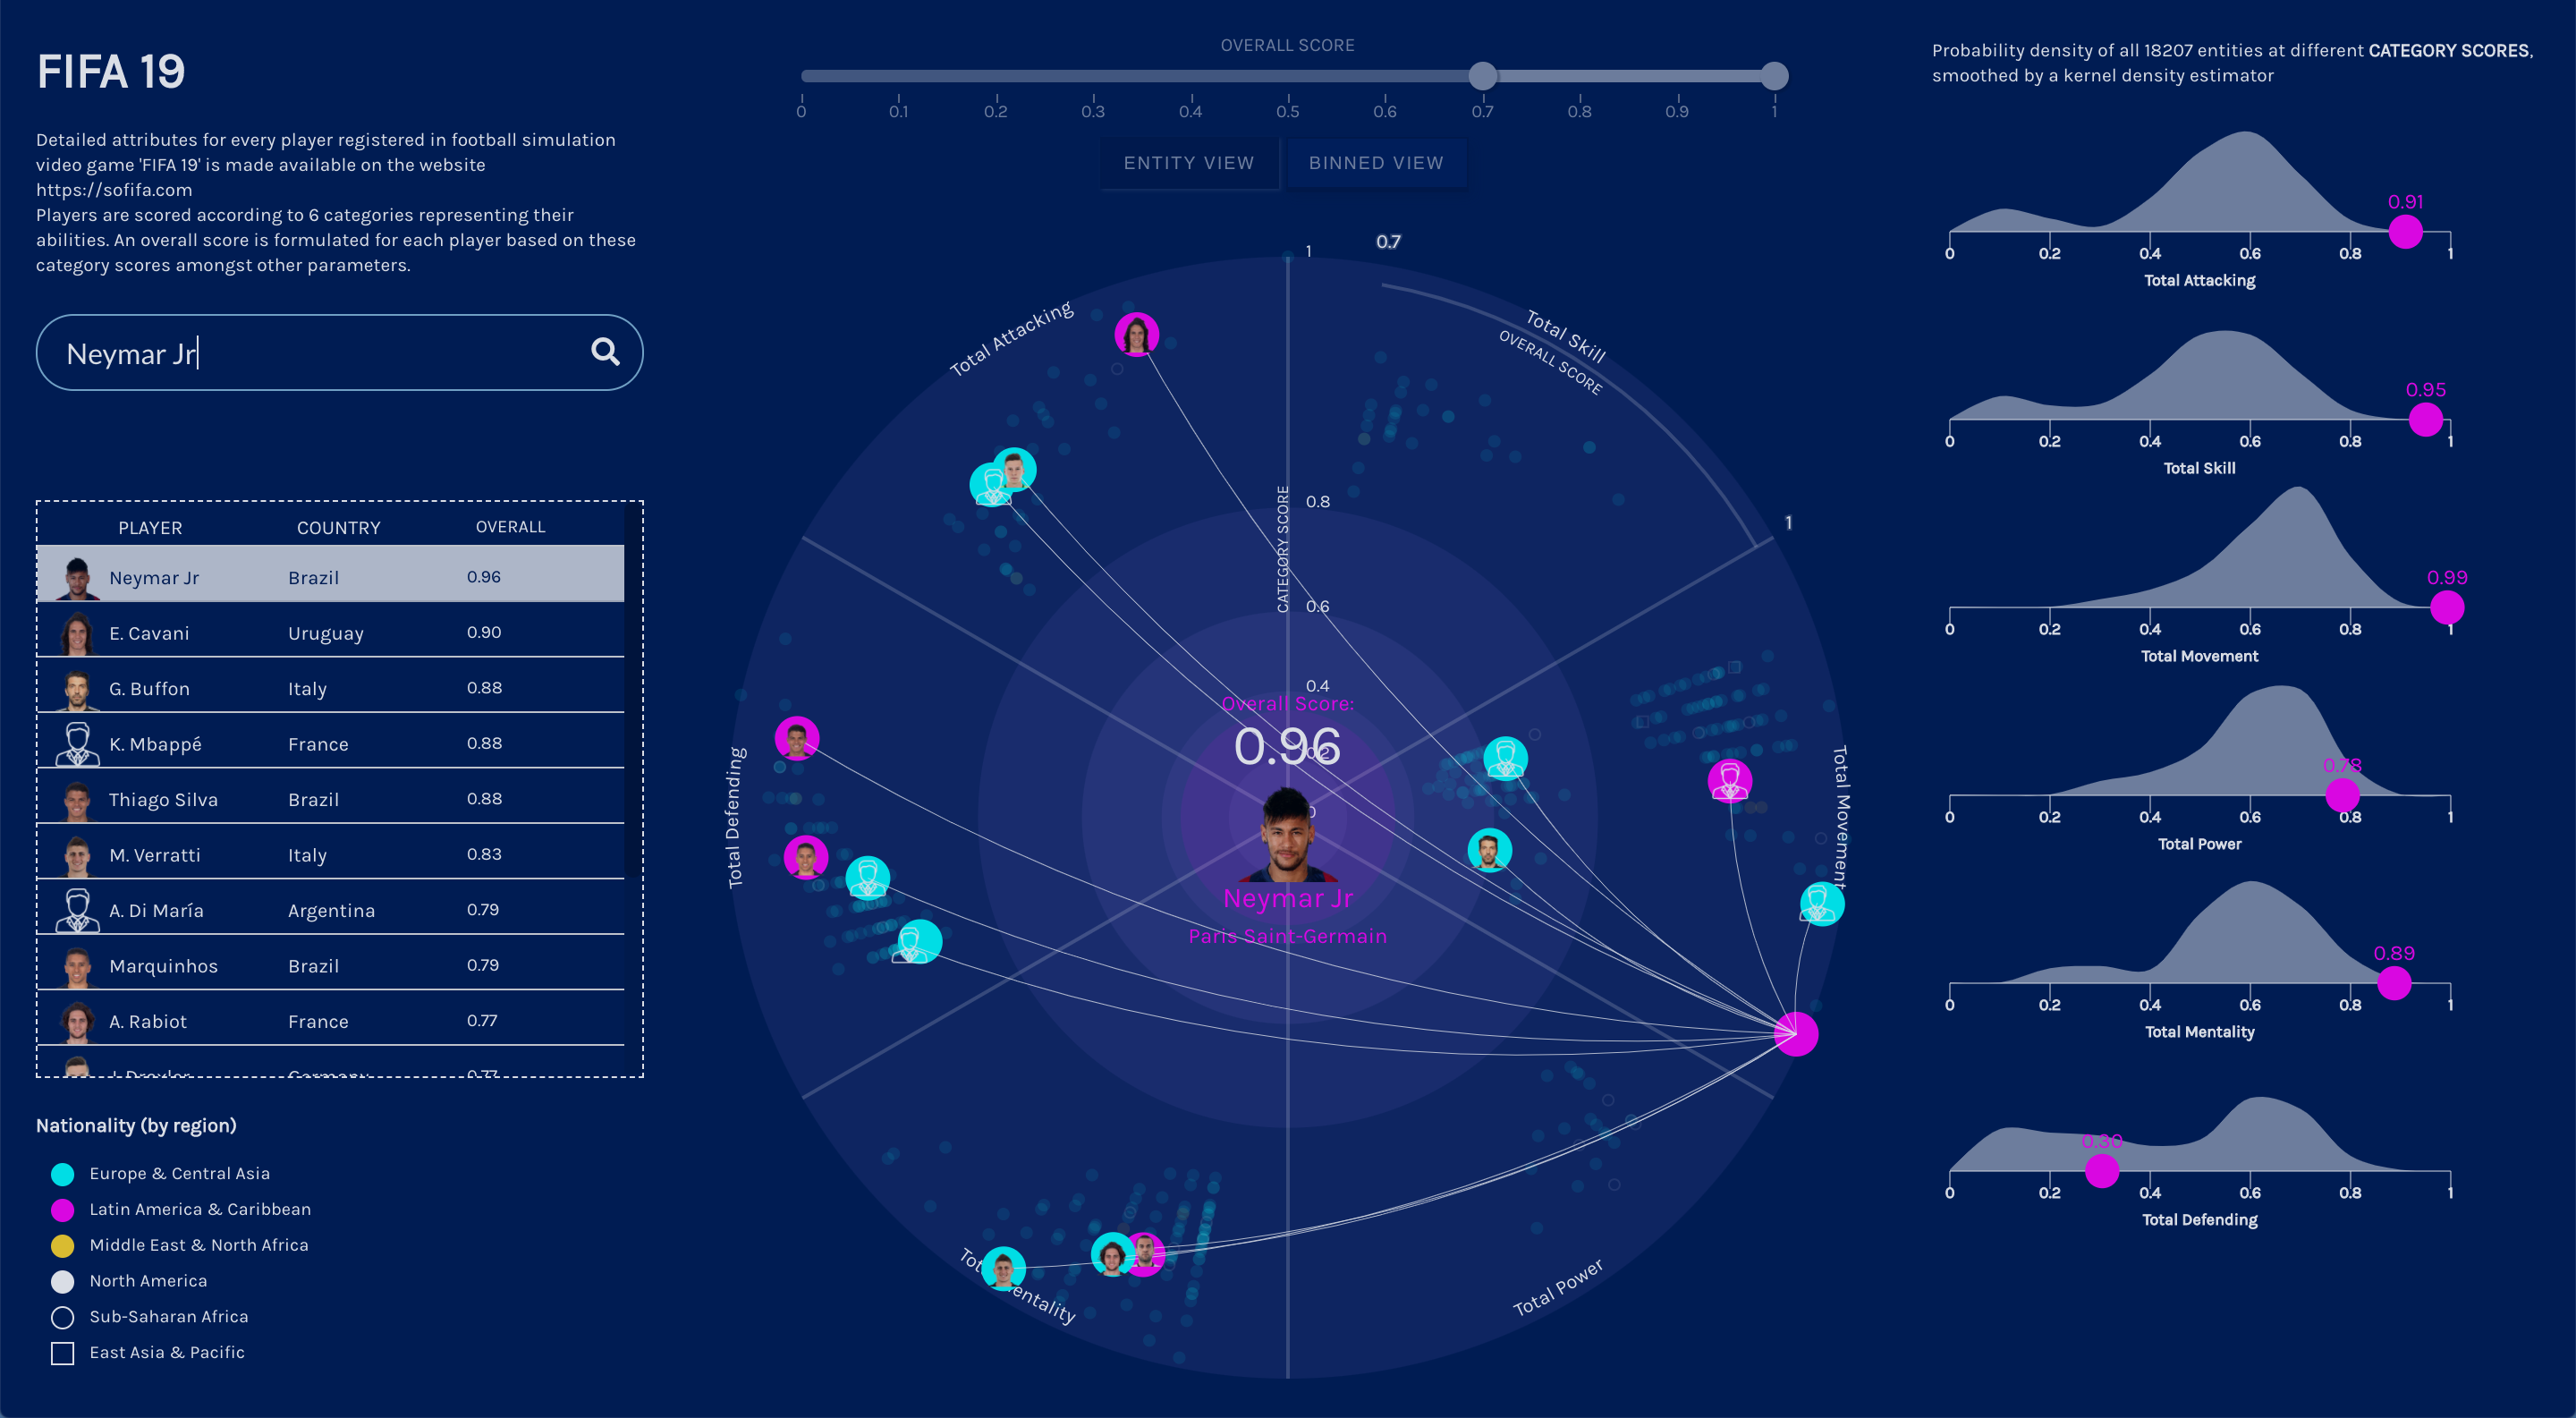 FIFA 19
Detailed attributes for every player registered in football simulation
video game 'FIFA 19' is made available on the website
https://sofifa.com
Players are scored according to 6 categories representing their
abilities. An overall score is formulated for each player based on these
category scores amongst other parameters.
Neymar Jr
PLAYER COUNTRY OVERALL
Neymar Jr Brazil 0.96
E. Cavani Uruguay 0.90
G. Buffon Italy 0.88
K. Mbappé France 0.88
Thiago Silva Brazil 0.88
M. Verratti Italy 0.83
A. Di María Argentina 0.79
Marquinhos Brazil 0.79
A. Rabiot France 0.77
J. Draxler Germany 0.77
Nationality (by region)
Europe & Central Asia
Latin America & Caribbean
Middle East & North Africa
North America
Sub-Saharan Africa
East Asia & Pacific
OVERALL SCORE
0 0.1 0.2 0.3 0.4 0.5 0.6 0.7 0.8 0.9 1
ENTITY VIEW BINNED VIEW
1
0.7
Total Attacking
Total Skill
OVERALL SCORE
1
CATEGORY SCORE
0.8
0.6
0.4
0.2
0
Overall Score:
0.96
Neymar Jr
Paris Saint-Germain
Total Defending
Total Movement
Total Power
Probability density of all 18207 entities at different CATEGORY SCORES,
smoothed by a kernel density estimator
0.91
0 0.2 0.4 0.6 0.8 1
Total Attacking
0.95
0 0.2 0.4 0.6 0.8 1
Total Skill
0.99
0 0.2 0.4 0.6 0.8 1
Total Movement
0.78
0 0.2 0.4 0.6 0.8 1
Total Power
0.89
0 0.2 0.4 0.6 0.8 1
Total Mentality
0.30
0 0.2 0.4 0.6 0.8 1
Total Defending